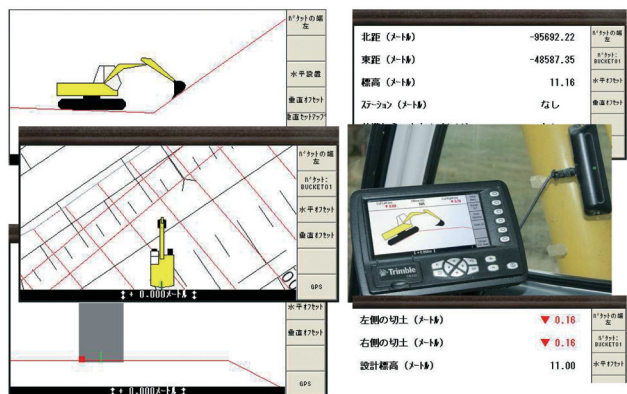 ﾊﾞｹｯﾄの端
左
水平設置
垂直ｵﾌｾｯﾄ
垂直ｾｯﾄｱｯﾌﾟ
北距 (ﾒｰﾄﾙ) -95692.22
東距 (ﾒｰﾄﾙ) -48587.35
標高 (ﾒｰﾄﾙ) 11.16
ｽﾃｰｼｮﾝ (ﾒｰﾄﾙ) なし
ﾊﾞｹｯﾄの端
左
ﾊﾞｹｯﾄ:
BUCKET01
水平ｵﾌｾｯﾄ
垂直ｵﾌｾｯﾄ
ﾊﾞｹｯﾄの端
左
ﾊﾞｹｯﾄ:
BUCKET01
水平ｵﾌｾｯﾄ
垂直ｵﾌｾｯﾄ
GPS
+ 0.000ﾒｰﾄﾙ
Trimble
水平ｵﾌｾｯﾄ
垂直ｵﾌｾｯﾄ
GPS
+ 0.000ﾒｰﾄﾙ
左側の切土 (ﾒｰﾄﾙ) ▼ 0.16
右側の切土 (ﾒｰﾄﾙ) ▼ 0.16
設計標高 (ﾒｰﾄﾙ) 11.00
ﾊﾞｹｯﾄの端
左
ﾊﾞｹｯﾄ:
BUCKET01
水平ｵﾌｾｯﾄ